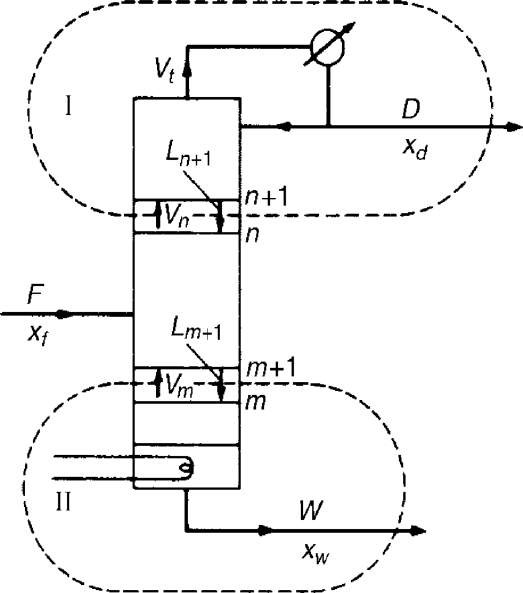 V_t
I
D
x_d
L_{n+1}
n+1
V_n
n
F
x_f
L_{m+1}
m+1
V_m
m
II
W
x_w